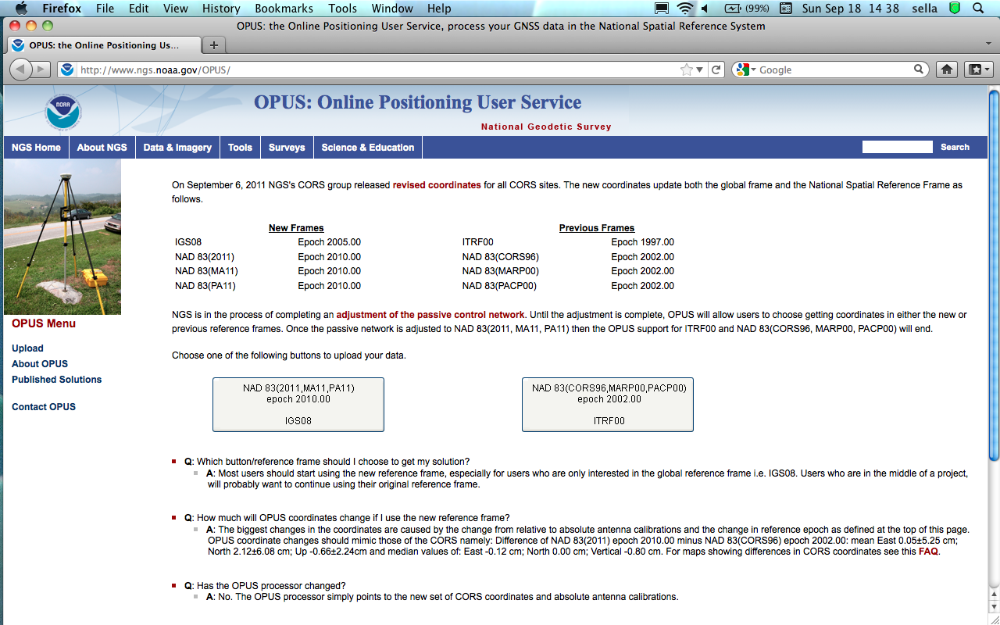 Firefox File Edit View History Bookmarks Tools Window Help (99%) Sun Sep 18 14 38 sella
OPUS: the Online Positioning User Service, process your GNSS data in the National Spatial Reference System
OPUS: the Online Positioning Us...
http://www.ngs.noaa.gov/OPUS/ Google
NOAA
OPUS: Online Positioning User Service
National Geodetic Survey
NGS Home About NGS Data & Imagery Tools Surveys Science & Education Search
On September 6, 2011 NGS's CORS group released revised coordinates for all CORS sites. The new coordinates update both the global frame and the National Spatial Reference Frame as
follows.
New Frames Previous Frames
IGS08 Epoch 2005.00 ITRF00 Epoch 1997.00
NAD 83(2011) Epoch 2010.00 NAD 83(CORS96) Epoch 2002.00
NAD 83(MA11) Epoch 2010.00 NAD 83(MARP00) Epoch 2002.00
NAD 83(PA11) Epoch 2010.00 NAD 83(PACP00) Epoch 2002.00
NGS is in the process of completing an adjustment of the passive control network. Until the adjustment is complete, OPUS will allow users to choose getting coordinates in either the new or
previous reference frames. Once the passive network is adjusted to NAD 83(2011, MA11, PA11) then the OPUS support for ITRF00 and NAD 83(CORS96, MARP00, PACP00) will end.
OPUS Menu
Upload
About OPUS
Published Solutions
Contact OPUS
Choose one of the following buttons to upload your data.
NAD 83(2011,MA11,PA11)
epoch 2010.00
IGS08
NAD 83(CORS96,MARP00,PACP00)
epoch 2002.00
ITRF00
Q: Which button/reference frame should I choose to get my solution?
A: Most users should start using the new reference frame, especially for users who are only interested in the global reference frame i.e. IGS08. Users who are in the middle of a project,
will probably want to continue using their original reference frame.
Q: How much will OPUS coordinates change if I use the new reference frame?
A: The biggest changes in the coordinates are caused by the change from relative to absolute antenna calibrations and the change in reference epoch as defined at the top of this page.
OPUS coordinate changes should mimic those of the CORS namely: Difference of NAD 83(2011) epoch 2010.00 minus NAD 83(CORS96) epoch 2002.00: mean East 0.05±5.25 cm;
North 2.12±6.08 cm; Up -0.66±2.24cm and median values of: East -0.12 cm; North 0.00 cm; Vertical -0.80 cm. For maps showing differences in CORS coordinates see this FAQ.
Q: Has the OPUS processor changed?
A: No. The OPUS processor simply points to the new set of CORS coordinates and absolute antenna calibrations.